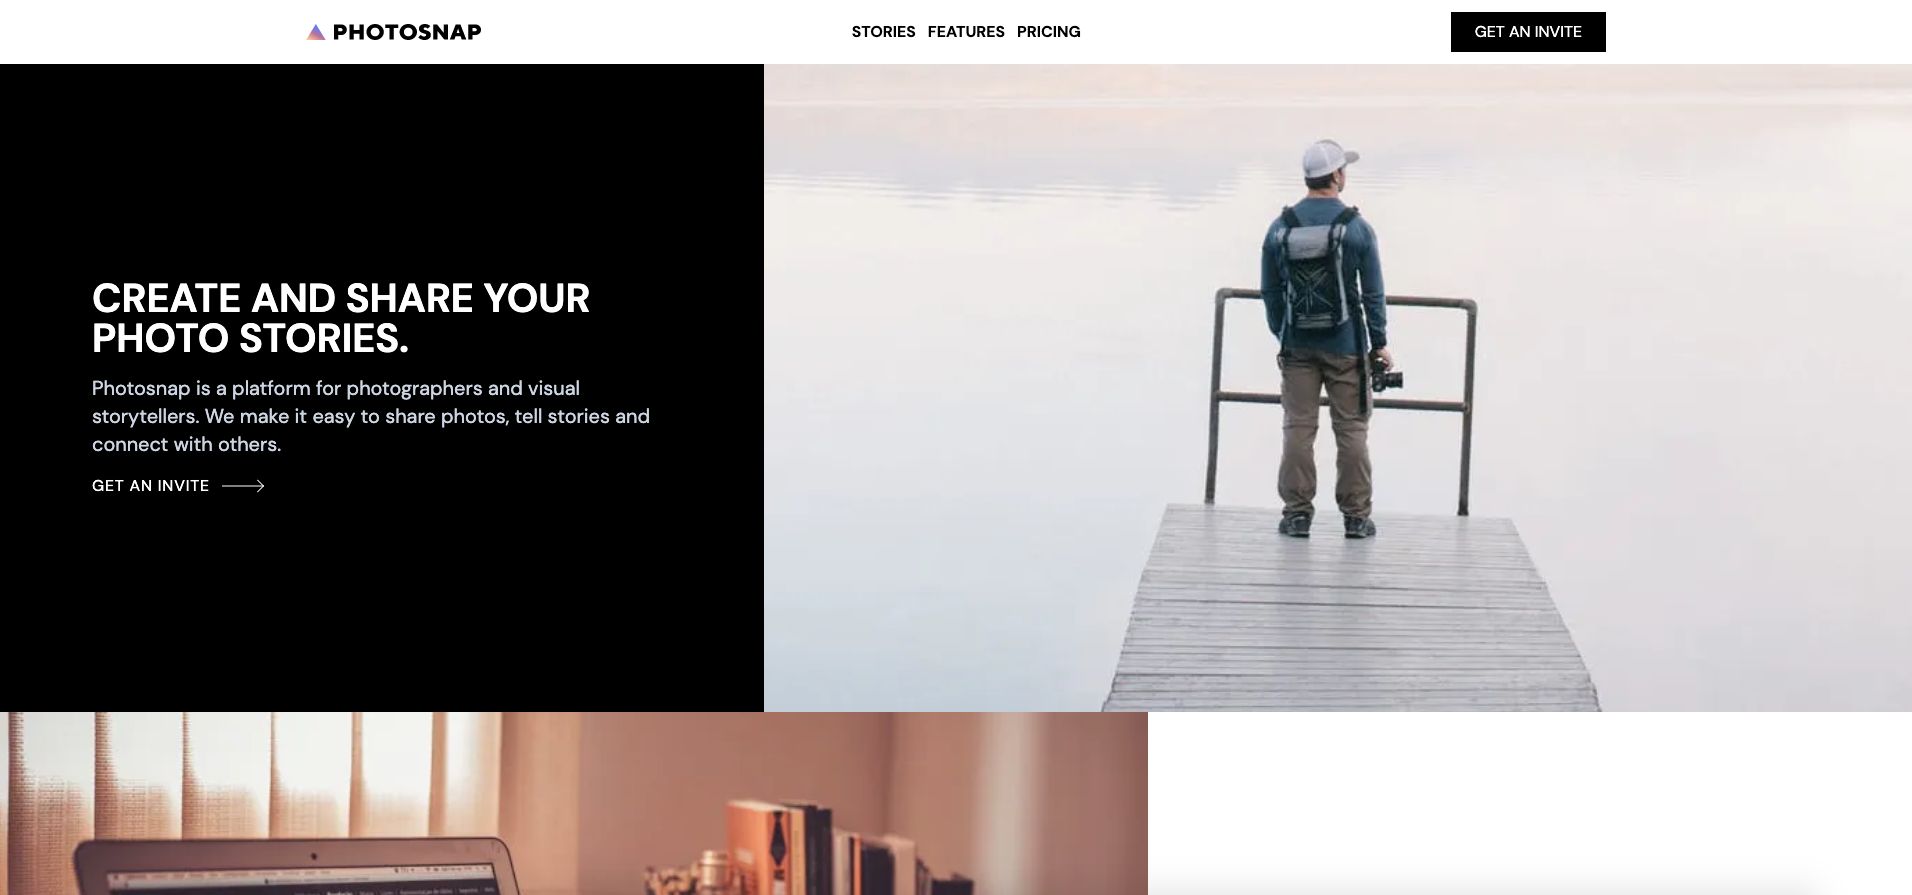 PHOTOSNAP
STORIES FEATURES PRICING
GET AN INVITE
CREATE AND SHARE YOUR
PHOTO STORIES.
Photosnap is a platform for photographers and visual
storytellers. We make it easy to share photos, tell stories and
connect with others.
GET AN INVITE